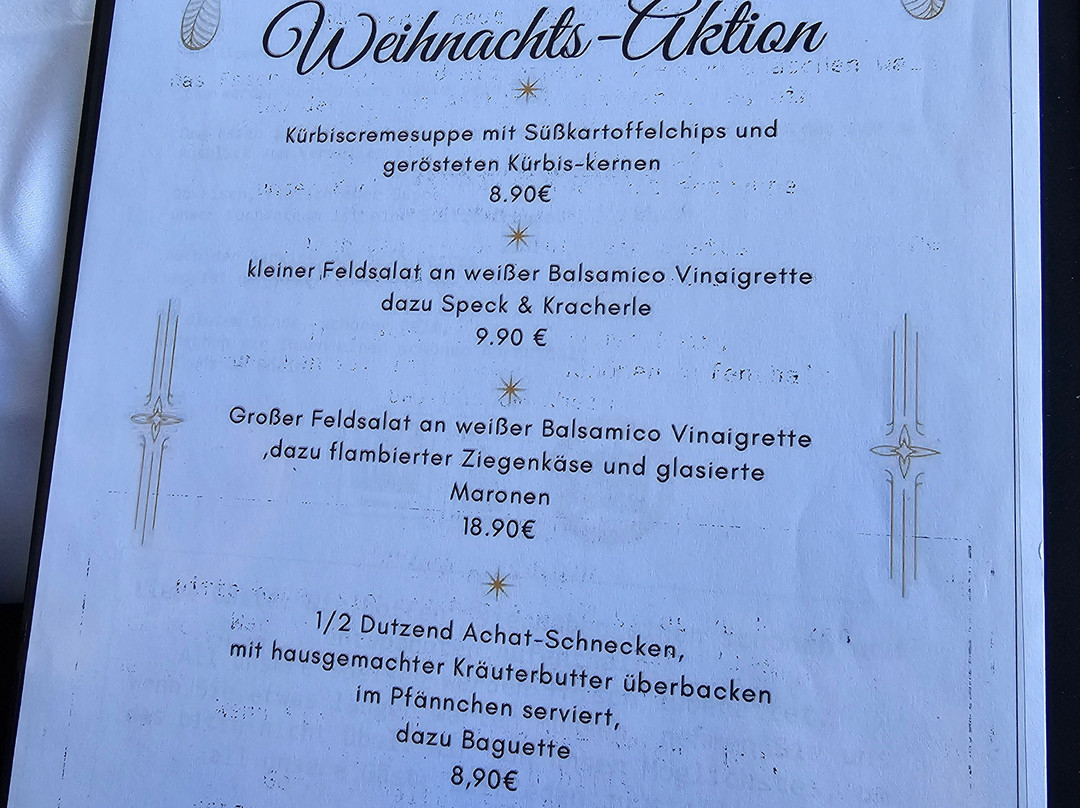 Weihnachts-Aktion
Kürbiscremesuppe mit Süßkartoffelchips und
gerösteten Kürbis-kernen
8.90€
kleiner Feldsalat an weißer Balsamico Vinaigrette
dazu Speck & Kracherle
9.90 €
Großer Feldsalat an weißer Balsamico Vinaigrette
,dazu flambierter Ziegenkäse und glasierte
Maronen
18.90€
1/2 Dutzend Achat-Schnecken,
mit hausgemachter Kräuterbutter überbacken
im Pfännchen serviert,
dazu Baguette
8,90€